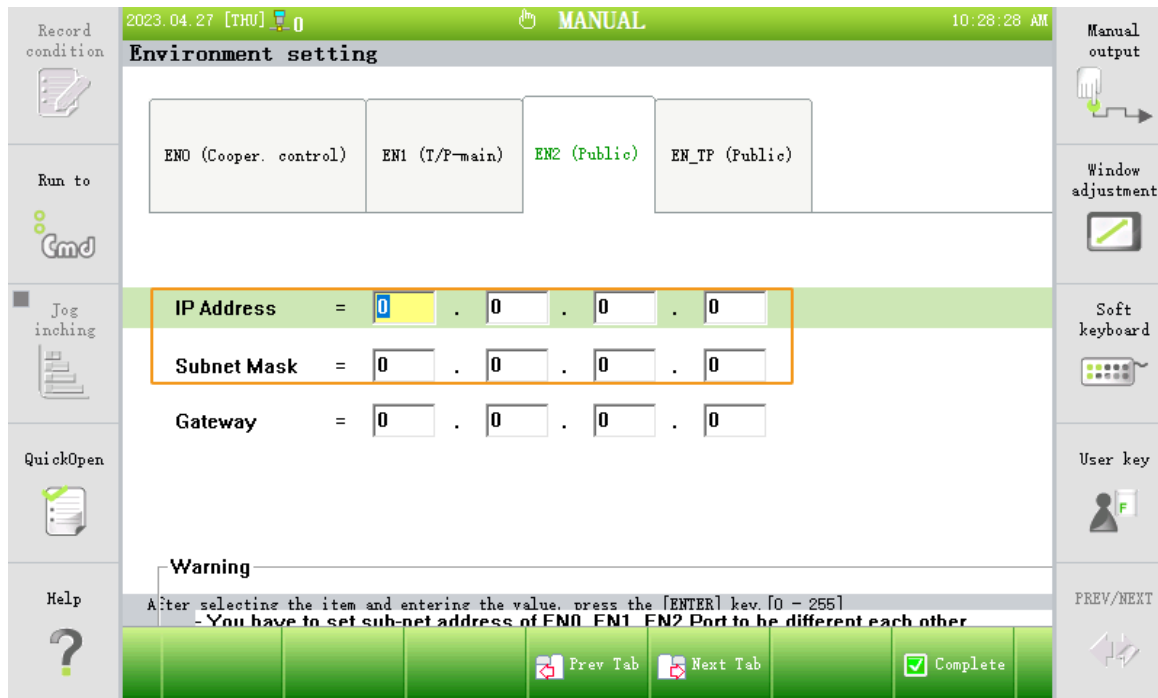 2023.04.27 [THU] 0 MANUAL 10:28:28 AM
Environment setting
Record
condition
Run to
Cmd
Jog
inching
QuickOpen
Help
?
EN0 (Cooper. control) EN1 (T/P-main) EN2 (Public) EN_TP (Public)
IP Address = 0 . 0 . 0 . 0
Subnet Mask = 0 . 0 . 0 . 0
Gateway = 0 . 0 . 0 . 0
Warning
After selecting the item and entering the value, press the [ENTER] key.[0 - 255]
- You have to set sub-net address of EN0, EN1, EN2 Port to be different each other
Prev Tab Next Tab Complete
Manual
output
Window
adjustment
Soft
keyboard
User key
F
PREV/NEXT